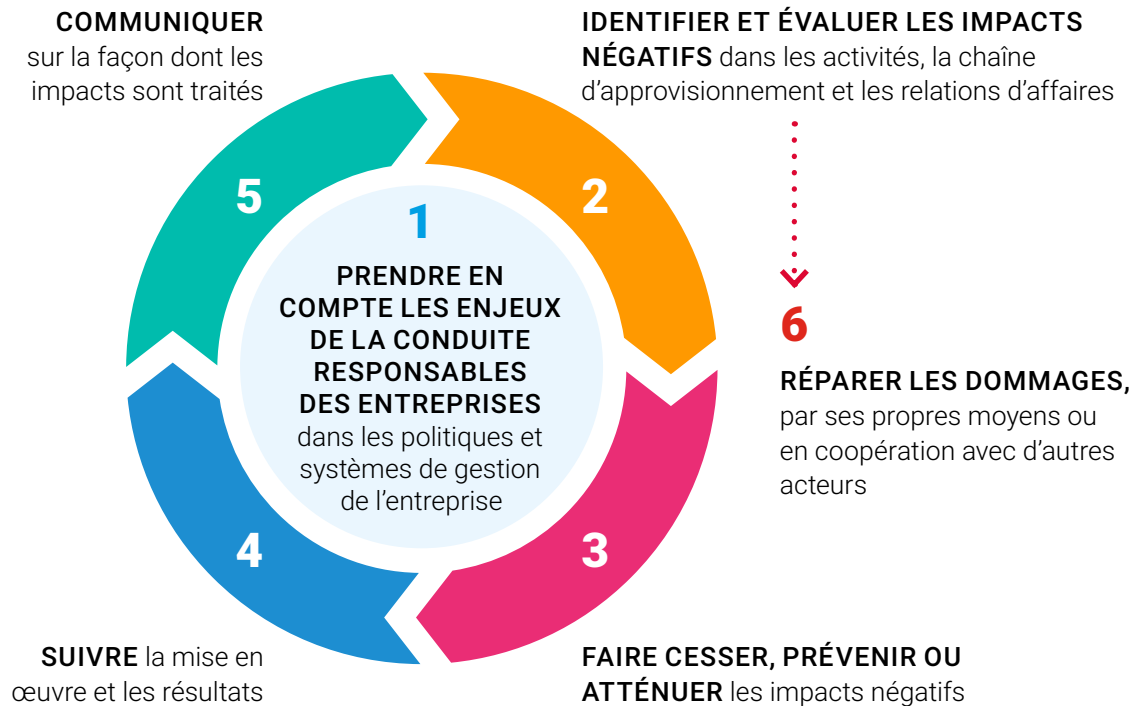 COMMUNIQUER
sur la façon dont les
impacts sont traités
IDENTIFIER ET ÉVALUER LES IMPACTS
NÉGATIFS dans les activités, la chaîne
d’approvisionnement et les relations d’affaires
5
2
1
PRENDRE EN
COMPTE LES ENJEUX
DE LA CONDUITE
RESPONSABLES
DES ENTREPRISES
dans les politiques et
systèmes de gestion
de l’entreprise
6
RÉPARER LES DOMMAGES,
par ses propres moyens ou
en coopération avec d’autres
acteurs
4
3
SUIVRE la mise en
œuvre et les résultats
FAIRE CESSER, PRÉVENIR OU
ATTÉNUER les impacts négatifs